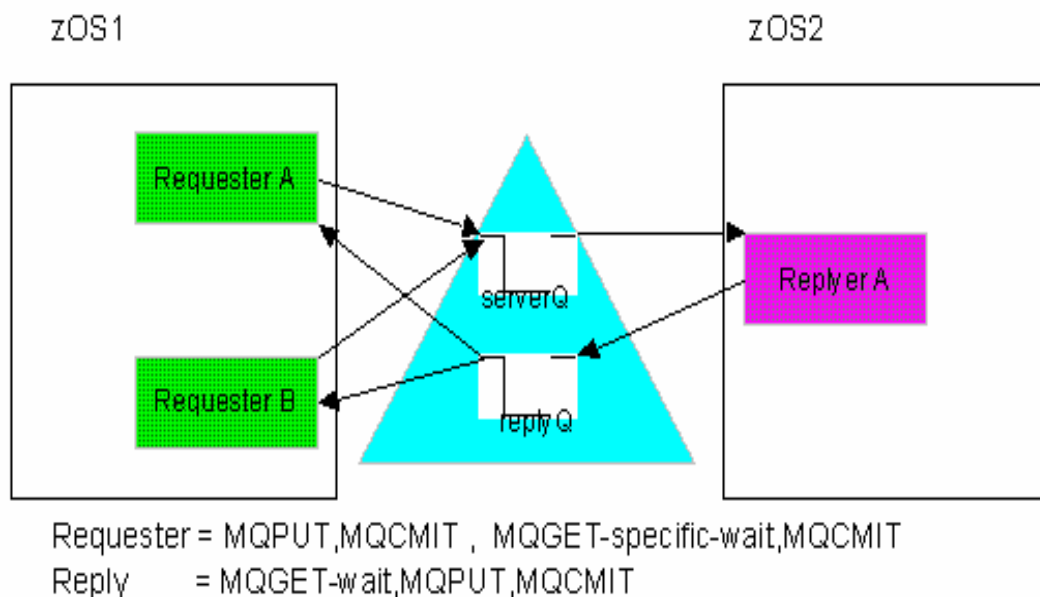 zOS1
zOS2
Requester A
serverQ
Replyer A
Requester B
replyQ
Requester = MQPUT,MQCMIT , MQGET-specific-wait,MQCMIT
Reply = MQGET-wait,MQPUT,MQCMIT